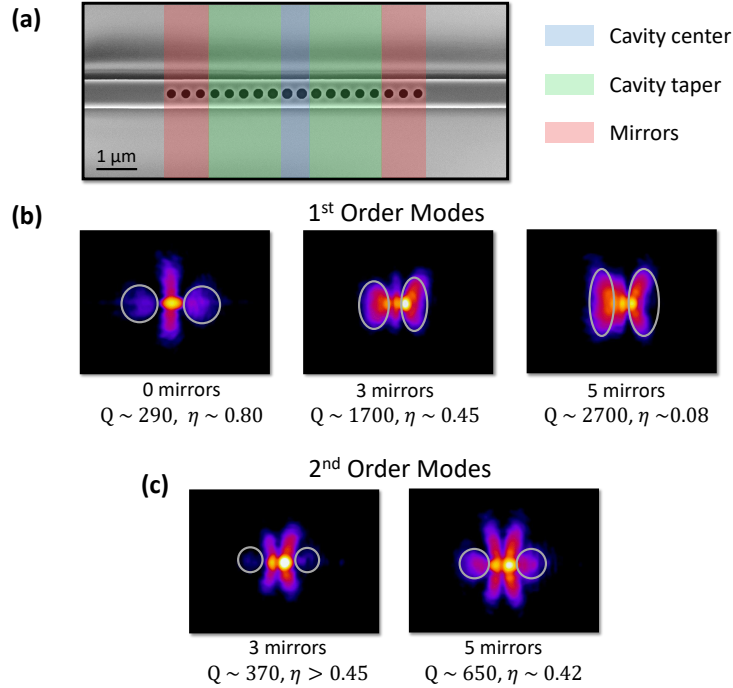 (a)
1 μm
Cavity center
Cavity taper
Mirrors
(b)
1st Order Modes
0 mirrors
Q ~ 290, η ~ 0.80
3 mirrors
Q ~ 1700, η ~ 0.45
5 mirrors
Q ~ 2700, η ~0.08
2nd Order Modes
(c)
3 mirrors
Q ~ 370, η > 0.45
5 mirrors
Q ~ 650, η ~ 0.42